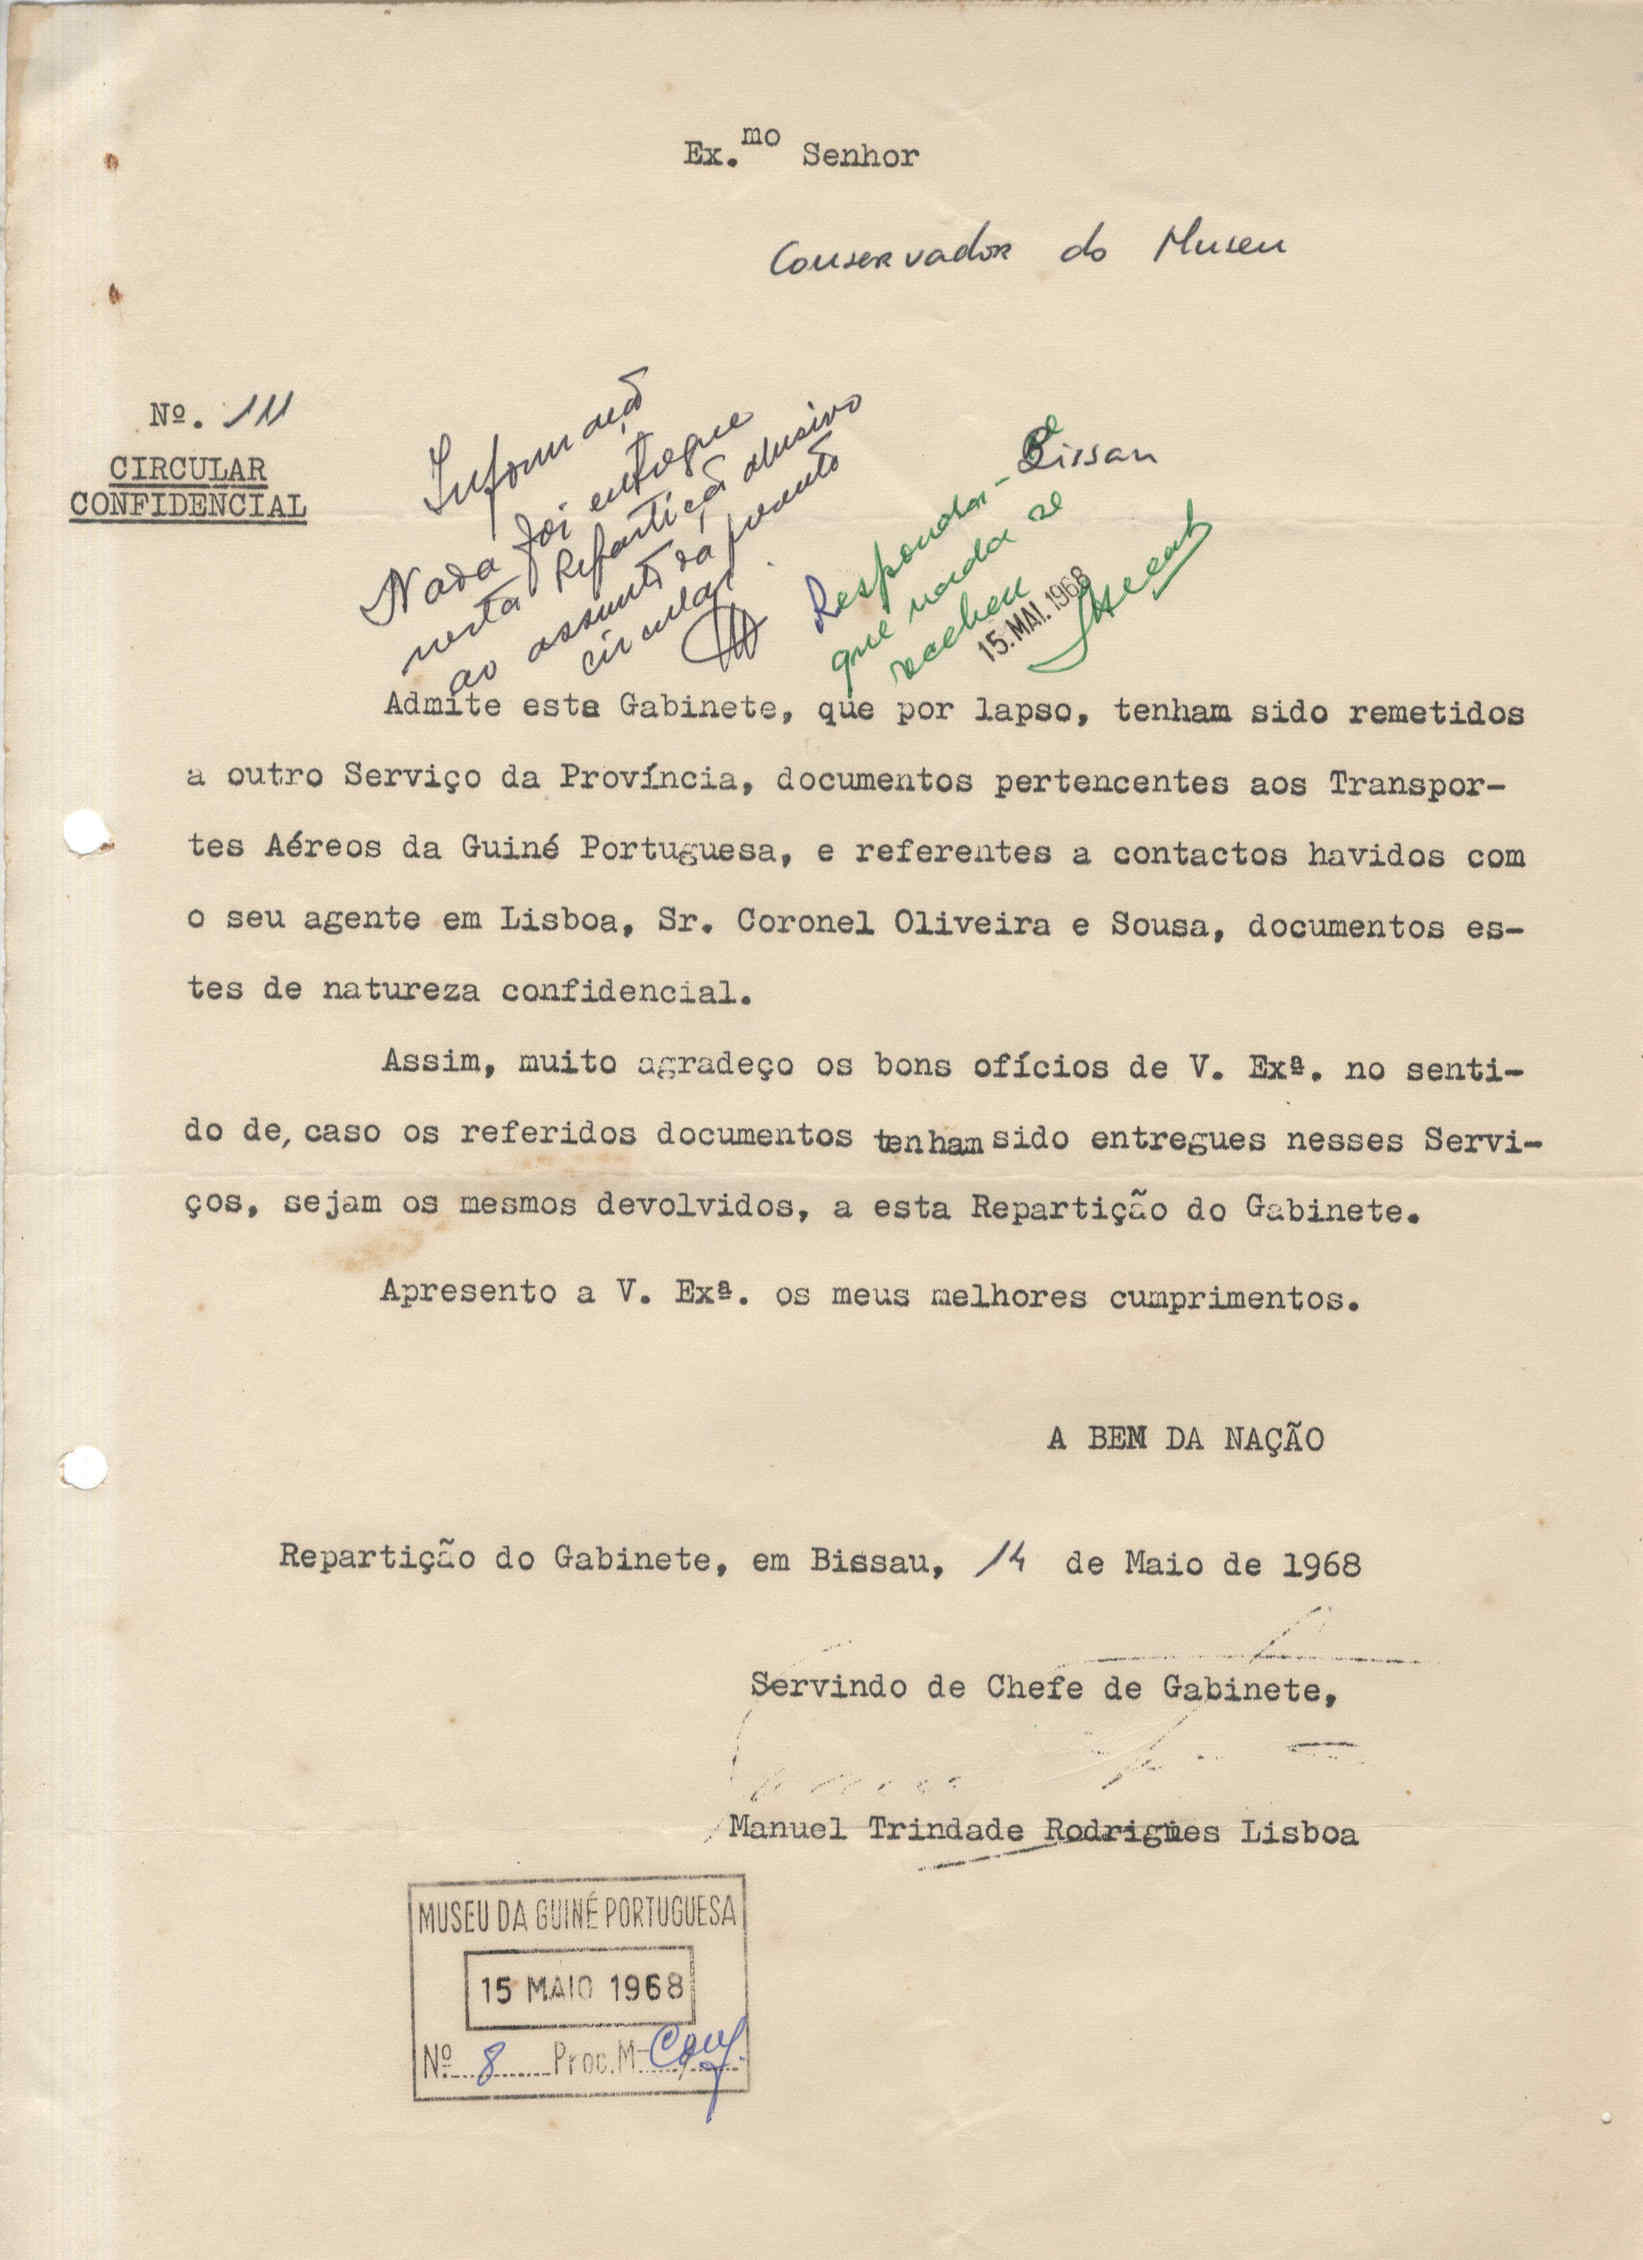 Ex.mo Senhor
Conservador do Museu
Nº. 111
CIRCULAR
CONFIDENCIAL
Informação
Nada foi entregue
nesta Repartição alusivo
ao assunto da presente
circular.
Bissau
Responda-se
que nada se
recebeu
15. MAI. 1968
Admite este Gabinete, que por lapso, tenham sido remetidos
a outro Serviço da Província, documentos pertencentes aos Transpor-
tes Aéreos da Guiné Portuguesa, e referentes a contactos havidos com
o seu agente em Lisboa, Sr. Coronel Oliveira e Sousa, documentos es-
tes de natureza confidencial.
Assim, muito agradeço os bons ofícios de V. Exª. no senti-
do de, caso os referidos documentos tenham sido entregues nesses Servi-
ços, sejam os mesmos devolvidos, a esta Repartição do Gabinete.
Apresento a V. Exª. os meus melhores cumprimentos.
A BEM DA NAÇÃO
Repartição do Gabinete, em Bissau, 14 de Maio de 1968
Servindo de Chefe de Gabinete,
Manuel Trindade Rodrigues Lisboa
MUSEU DA GUINÉ PORTUGUESA
15 MAIO 1968
Nº 8 Proc. M-Conf.